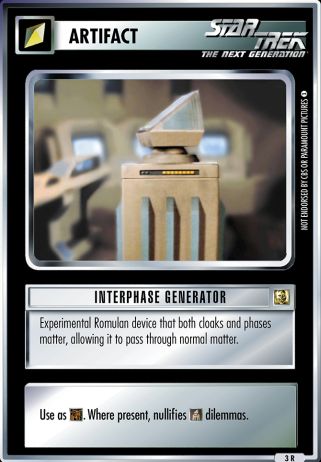 ARTIFACT
STAR TREK
THE NEXT GENERATION
NOT ENDORSED BY CBS OR PARAMOUNT PICTURES
INTERPHASE GENERATOR
Experimental Romulan device that both cloaks and phases
matter, allowing it to pass through normal matter.
Use as . Where present, nullifies dilemmas.
3 R